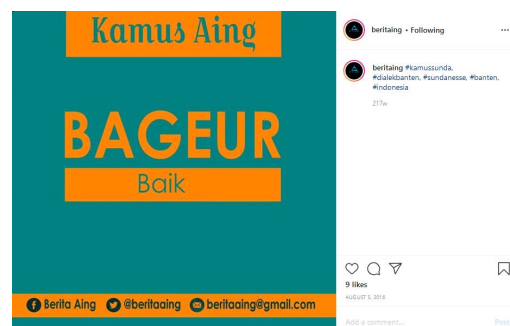 Kamus Aing
BAGEUR
Baik
Berita Aing @beritaaing beritaaing@gmail.com
beritaing • Following
beritaing #kamussunda,
#dialekbanten, #sundanesse, #banten,
#indonesia
217w
9 likes
AUGUST 5, 2018
Add a comment...
Post